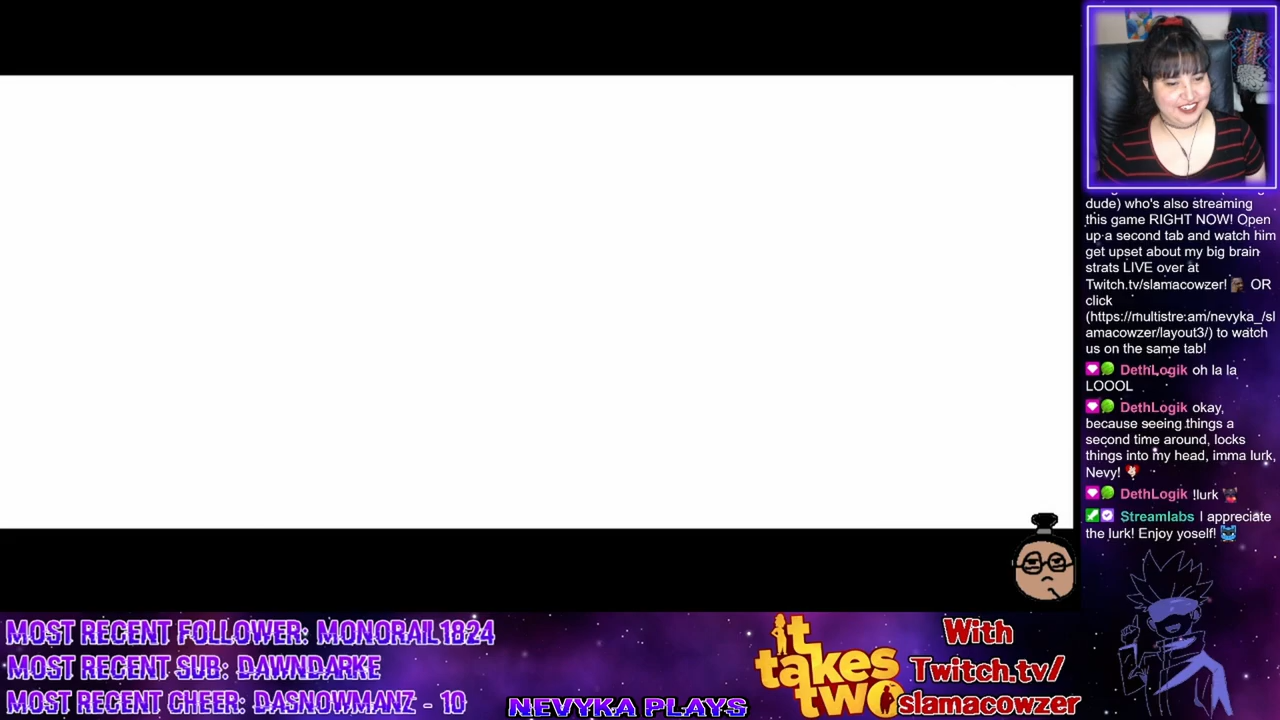 dude) who's also streaming
this game RIGHT NOW! Open
up a second tab and watch him
get upset about my big brain
strats LIVE over at
Twitch.tv/slamacowzer! OR
click
(https://multistre.am/nevyka_/sl
amacowzer/layout3/) to watch
us on the same tab!
DethLogik oh la la
LOOOL
DethLogik okay,
because seeing things a
second time around, locks
things into my head, imma lurk,
Nevy!
DethLogik !lurk
Streamlabs I appreciate
the lurk! Enjoy yoself!
MOST RECENT FOLLOWER: MONORAIL1824
MOST RECENT SUB: DAWNDARKE
MOST RECENT CHEER: DASNOWMANZ - 10
NEVYKA PLAYS
it
takes
two
With
Twitch.tv/
slamacowzer